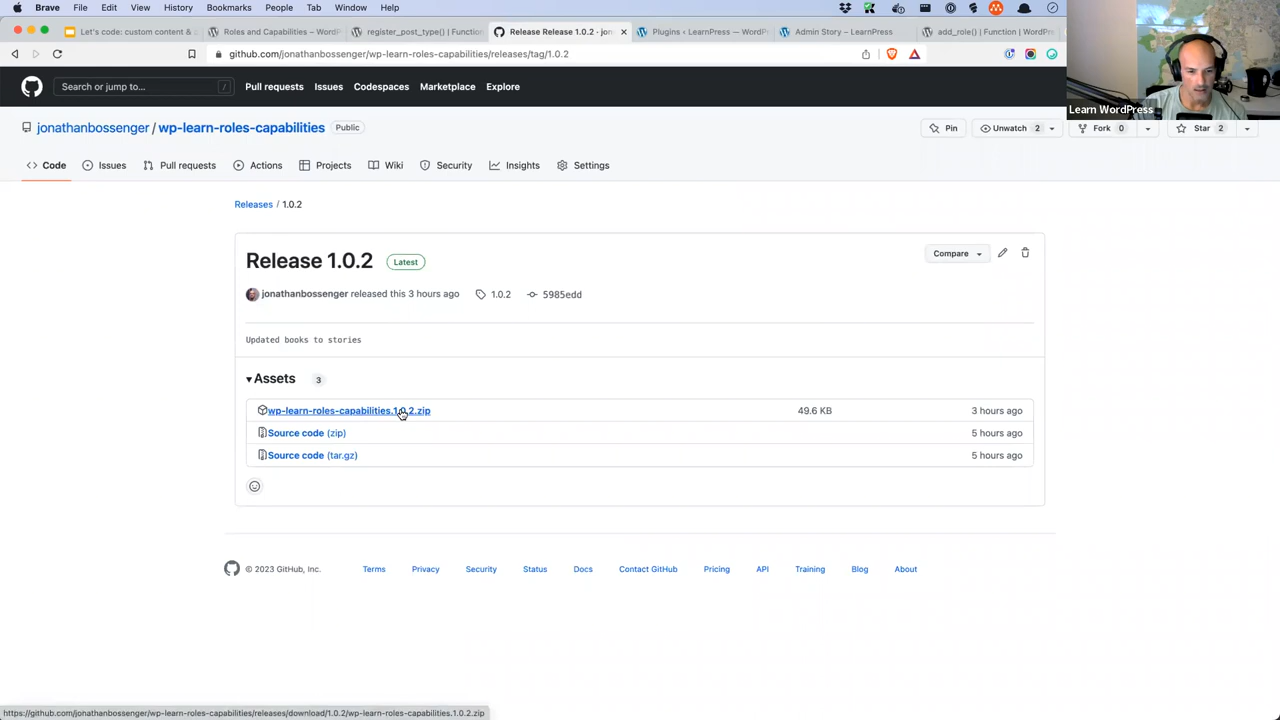 Brave File Edit View History Bookmarks People Tab Window Help
Let's code: custom content &
Roles and Capabilities – WordP
register_post_type() | Function
Release Release 1.0.2 · jon
Plugins ‹ LearnPress — WordPr
Admin Story – LearnPress
add_role() | Function | WordPre
github.com/jonathanbossenger/wp-learn-roles-capabilities/releases/tag/1.0.2
Learn WordPress
Search or jump to... /
Pull requests Issues Codespaces Marketplace Explore
jonathanbossenger / wp-learn-roles-capabilities Public
Pin Unwatch 2 Fork 0 Star 2
Code Issues Pull requests Actions Projects Wiki Security Insights Settings
Releases / 1.0.2
Release 1.0.2 Latest
Compare
jonathanbossenger released this 3 hours ago 1.0.2 5985edd
Updated books to stories
Assets 3
wp-learn-roles-capabilities.1.0.2.zip 49.6 KB 3 hours ago
Source code (zip) 5 hours ago
Source code (tar.gz) 5 hours ago
© 2023 GitHub, Inc. Terms Privacy Security Status Docs Contact GitHub Pricing API Training Blog About
https://github.com/jonathanbossenger/wp-learn-roles-capabilities/releases/download/1.0.2/wp-learn-roles-capabilities.1.0.2.zip